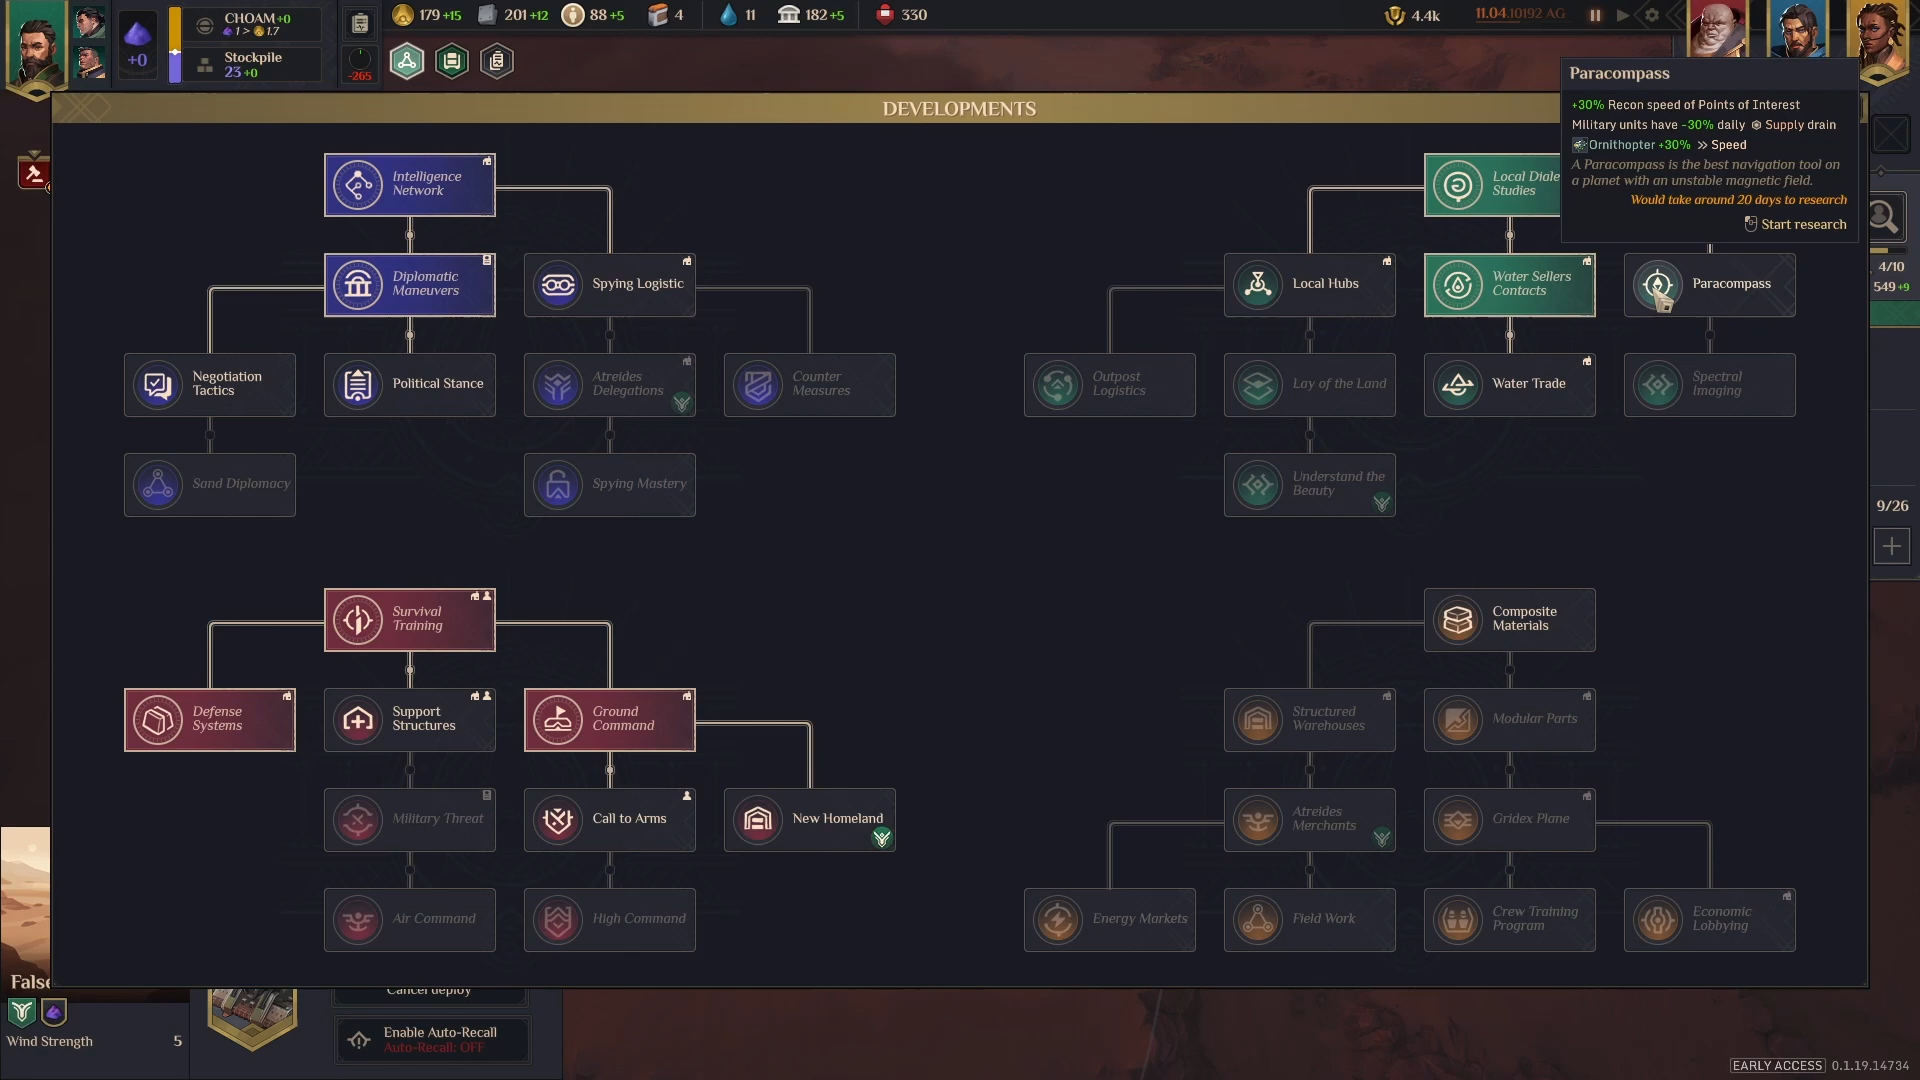 CHOAM +0
1 > 1.7
Stockpile
23 +0
+0
-265
179 +15
201 +12
88 +5
4
11
182 +5
330
4.4k
11.04.10192 AG
DEVELOPMENTS
Paracompass
+30% Recon speed of Points of Interest
Military units have -30% daily Supply drain
Ornithopter +30% Speed
A Paracompass is the best navigation tool on
a planet with an unstable magnetic field.
Would take around 20 days to research
Start research
Intelligence
Network
Diplomatic
Maneuvers
Spying Logistic
Negotiation
Tactics
Political Stance
Atreides
Delegations
Counter
Measures
Sand Diplomacy
Spying Mastery
Local Diale
Studies
Local Hubs
Water Sellers
Contacts
Paracompass
Outpost
Logistics
Lay of the Land
Water Trade
Spectral
Imaging
Understand the
Beauty
4/10
549 +9
9/26
Survival
Training
Defense
Systems
Support
Structures
Ground
Command
Military Threat
Call to Arms
New Homeland
Air Command
High Command
Composite
Materials
Structured
Warehouses
Modular Parts
Atreides
Merchants
Gridex Plane
Energy Markets
Field Work
Crew Training
Program
Economic
Lobbying
False
Wind Strength 5
Cancel deploy
Enable Auto-Recall
Auto-Recall: OFF
EARLY ACCESS 0.1.19.14734